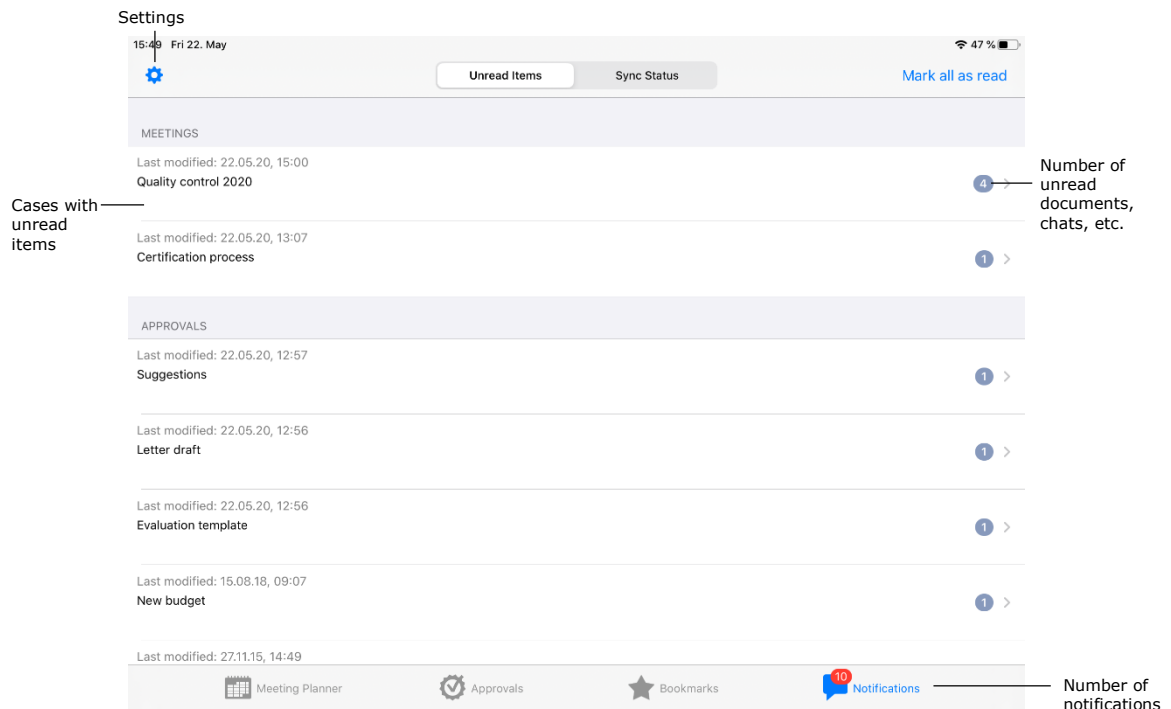 Settings
15:49 Fri 22. May
47 %
Unread Items
Sync Status
Mark all as read
MEETINGS
Last modified: 22.05.20, 15:00
Quality control 2020
4
Number of
unread
documents,
chats, etc.
Cases with
unread
items
Last modified: 22.05.20, 13:07
Certification process
1
APPROVALS
Last modified: 22.05.20, 12:57
Suggestions
1
Last modified: 22.05.20, 12:56
Letter draft
1
Last modified: 22.05.20, 12:56
Evaluation template
1
Last modified: 15.08.18, 09:07
New budget
1
Last modified: 27.11.15, 14:49
Meeting Planner
Approvals
Bookmarks
10
Notifications
Number of
notifications